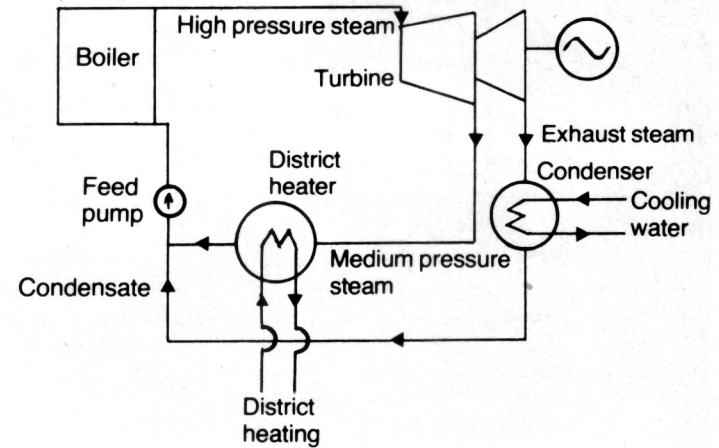 High pressure steam
Boiler
Turbine
Exhaust steam
District
heater
Condenser
Feed
pump
Cooling
water
Medium pressure
steam
Condensate
District
heating